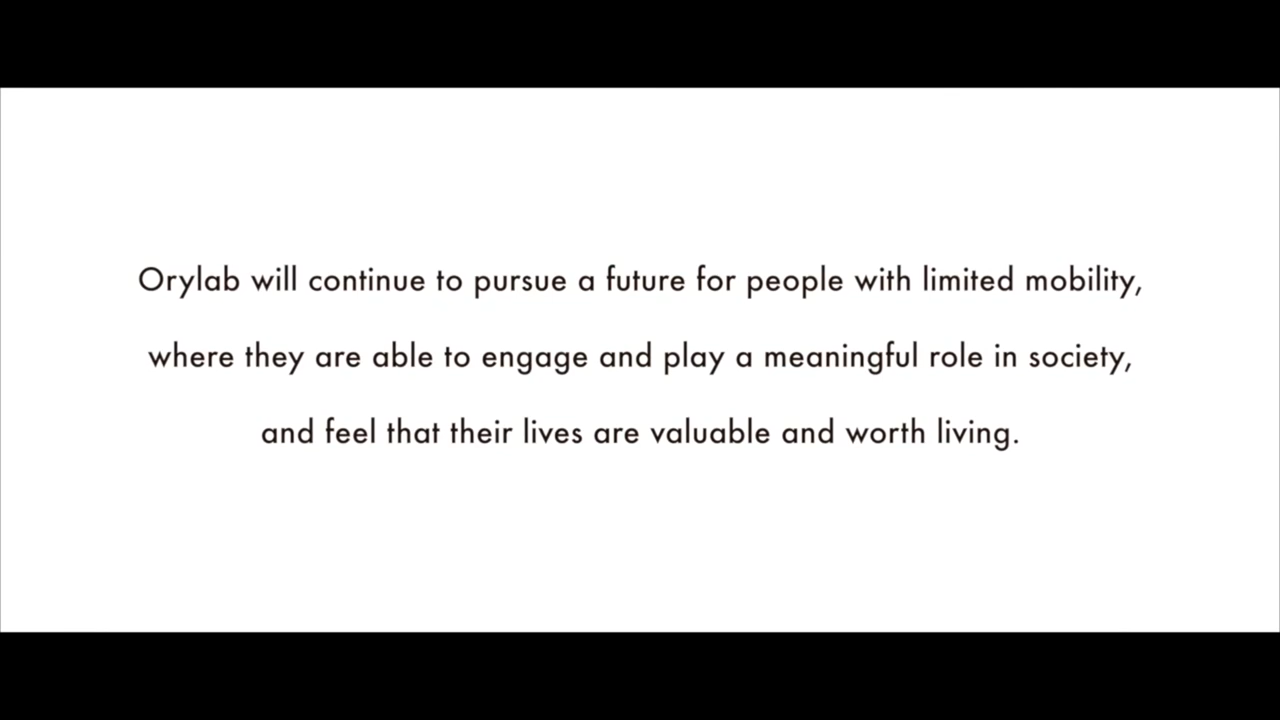 Orylab will continue to pursue a future for people with limited mobility,
where they are able to engage and play a meaningful role in society,
and feel that their lives are valuable and worth living.